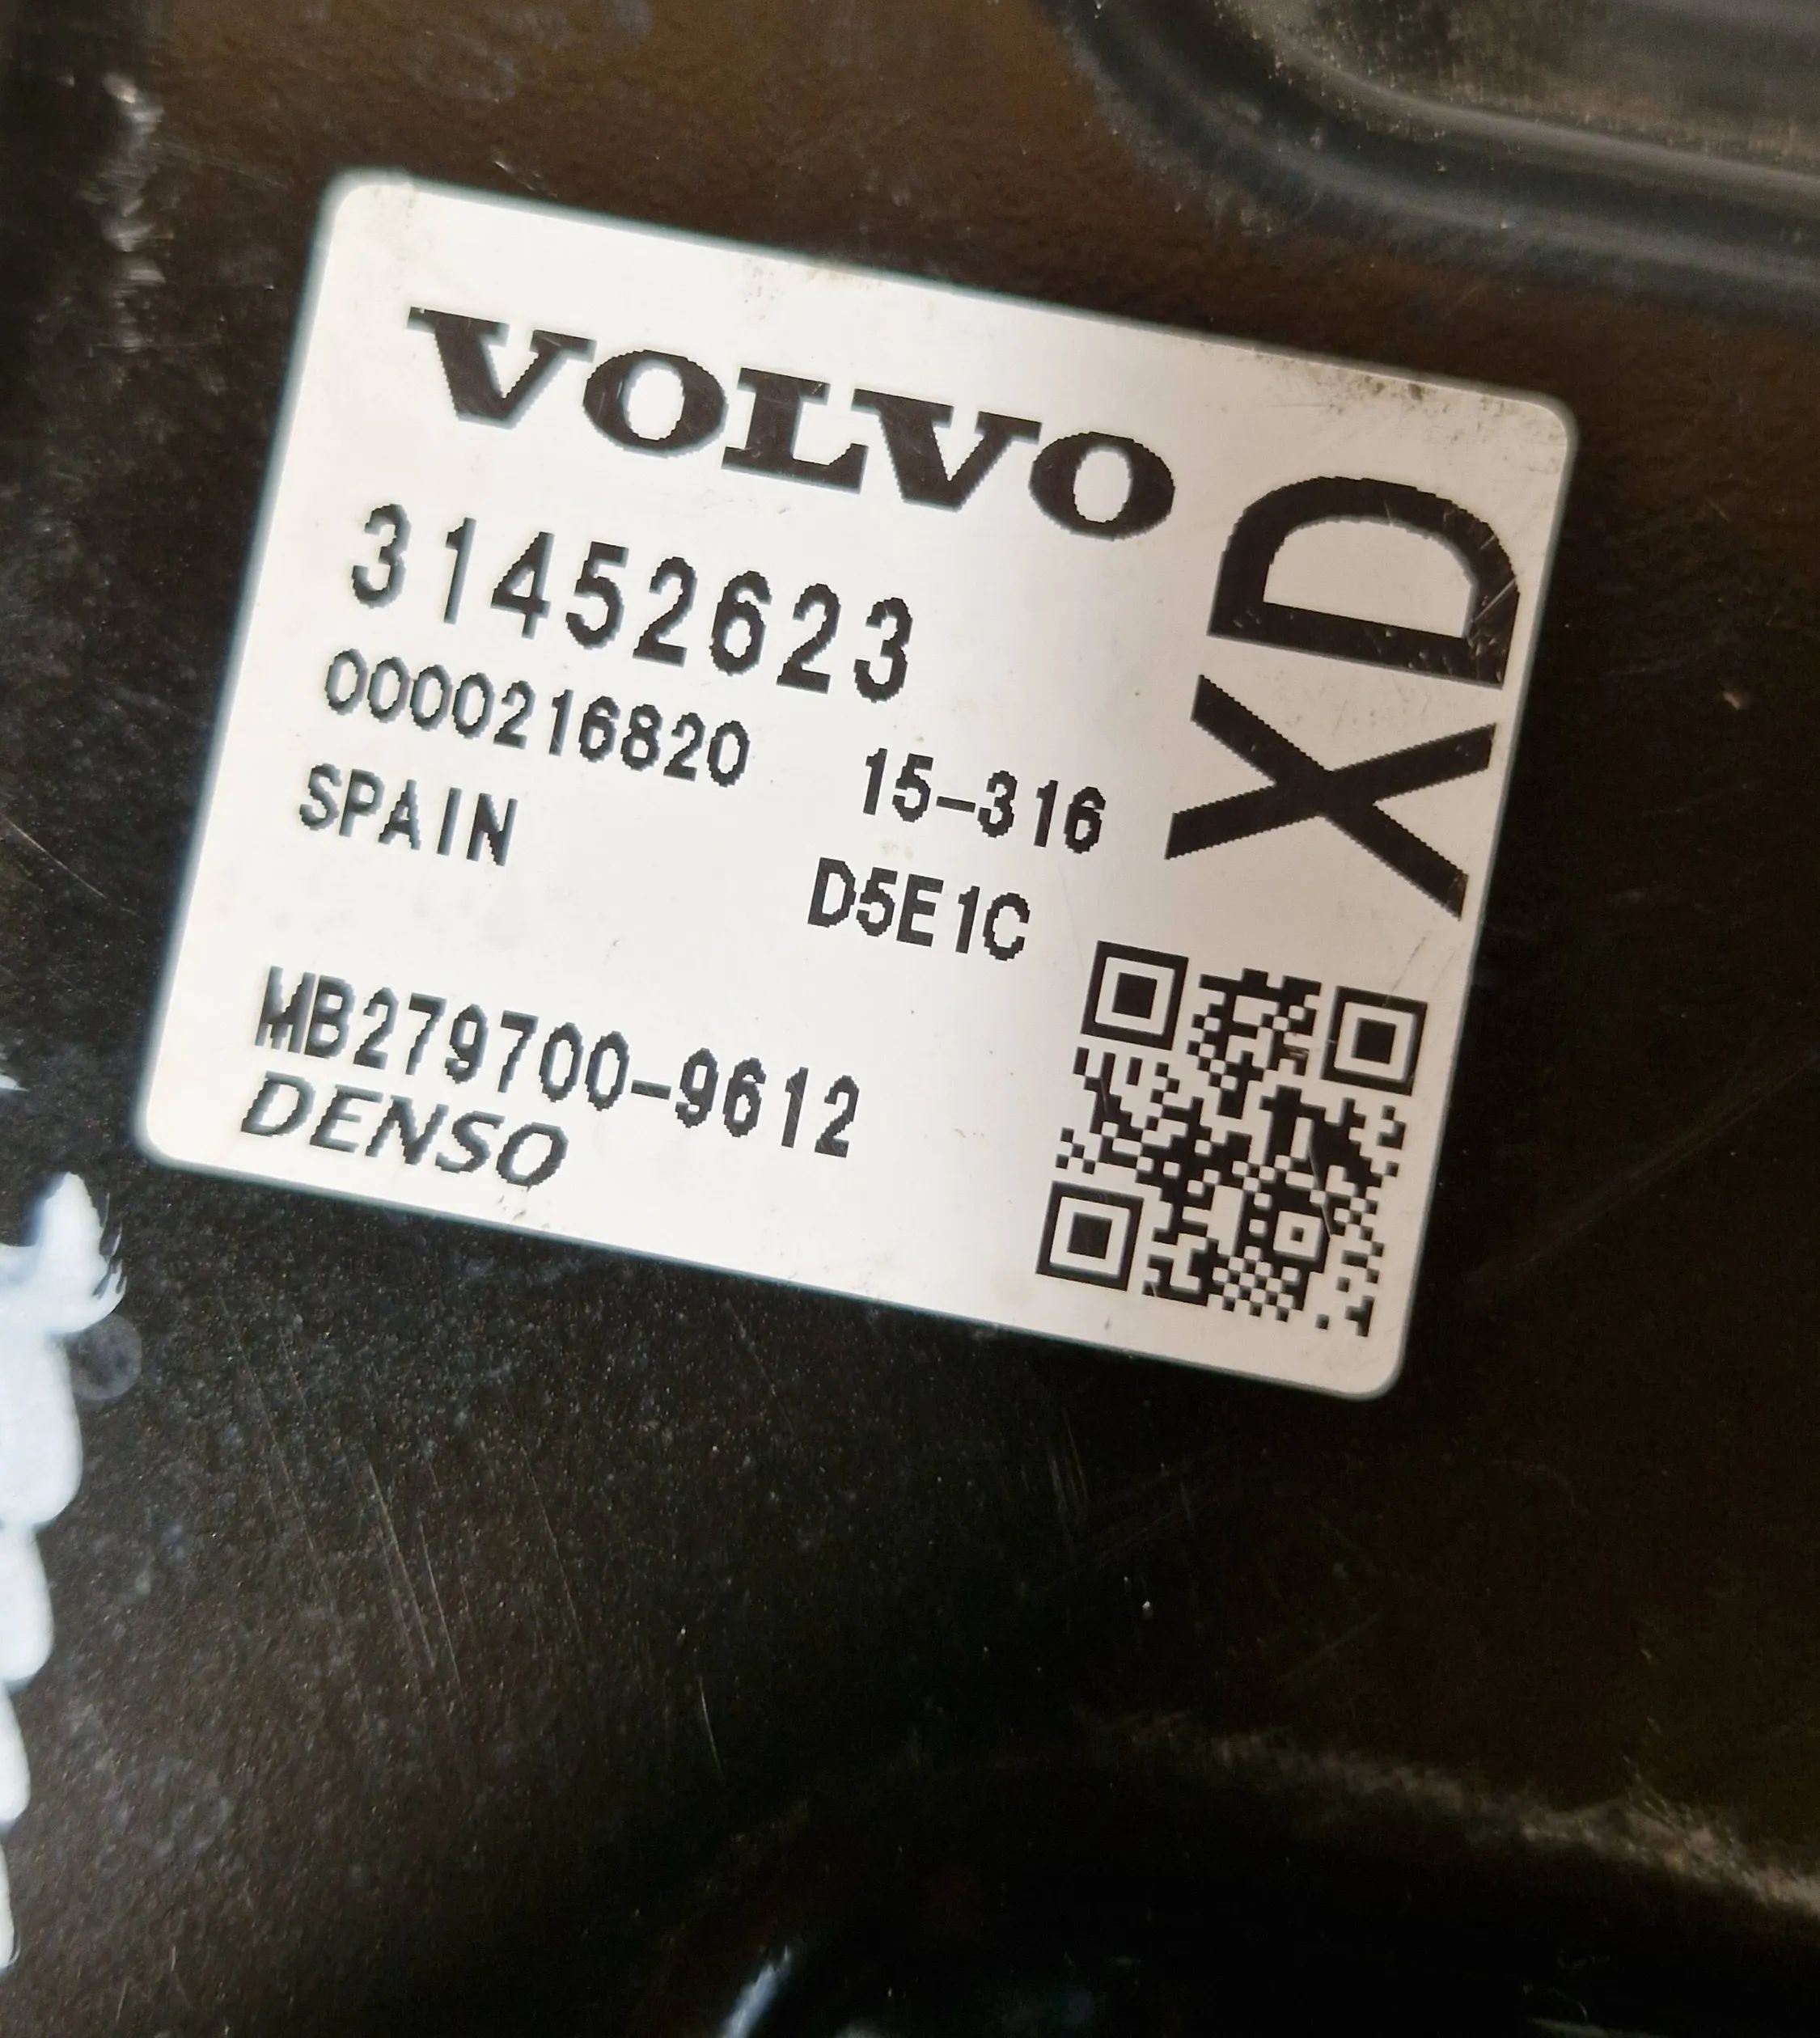 VOLVO
XD
31452623
0000216820 15-316
SPAIN D5E1C
MB279700-9612
DENSO